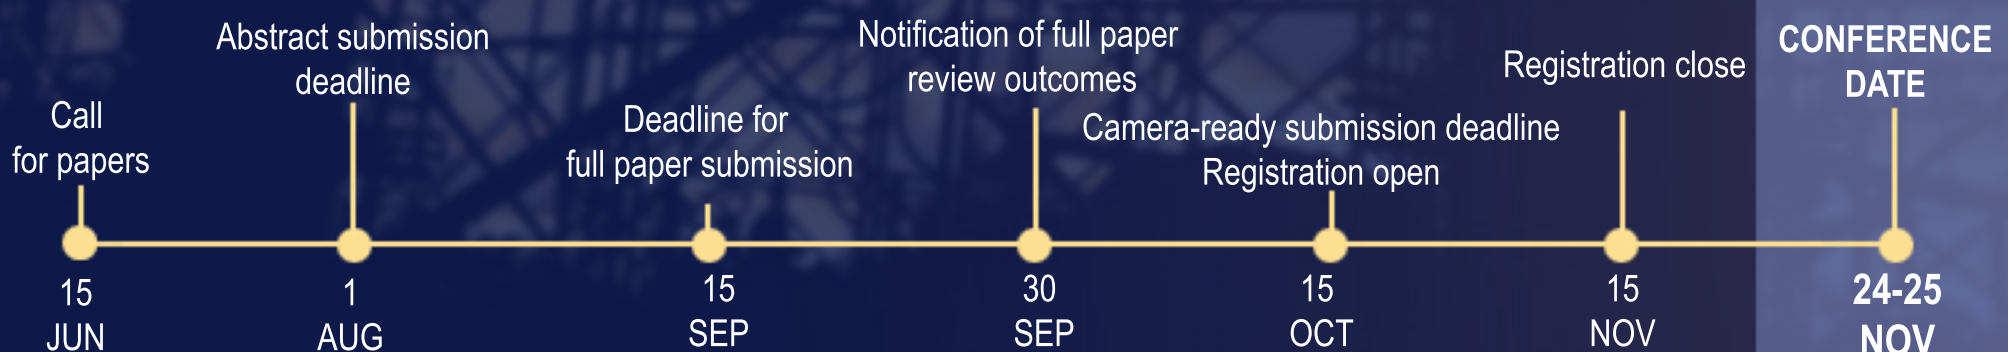 Call
for papers
15
JUN
Abstract submission
deadline
1
AUG
Deadline for
full paper submission
15
SEP
Notification of full paper
review outcomes
30
SEP
Camera-ready submission deadline
Registration open
15
OCT
Registration close
15
NOV
CONFERENCE
DATE
24-25
NOV